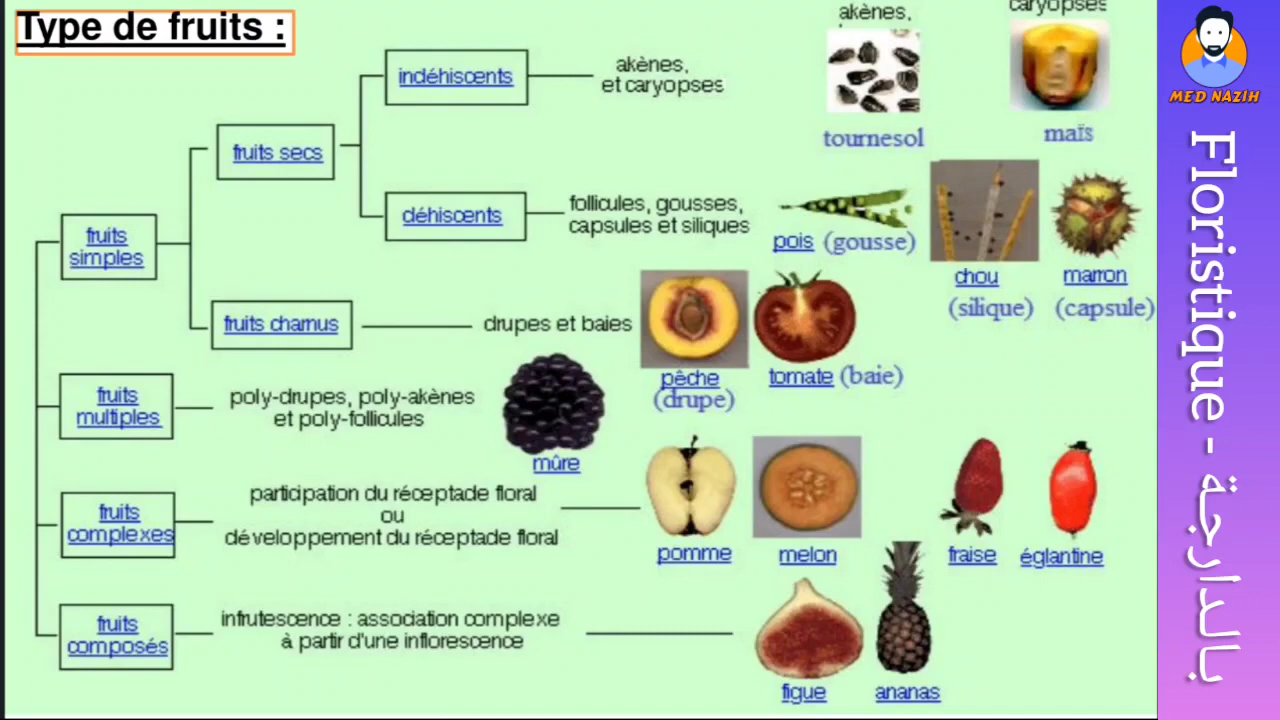 Type de fruits :
akènes,
caryopses
indéhiscents
akènes,
et caryopses
tournesol
maïs
fruits secs
déhiscents
follicules, gousses,
capsules et siliques
pois (gousse)
chou
(silique)
marron
(capsule)
fruits
simples
fruits charnus
drupes et baies
pêche
(drupe)
tomate (baie)
fruits
multiples
poly-drupes, poly-akènes
et poly-follicules
mûre
fruits
complexes
participation du réceptacle floral
ou
développement du réceptacle floral
pomme
melon
fraise
églantine
fruits
composés
infrutescence : association complexe
à partir d'une inflorescence
figue
ananas
MED NAZIH
Floristique - بالدارجة